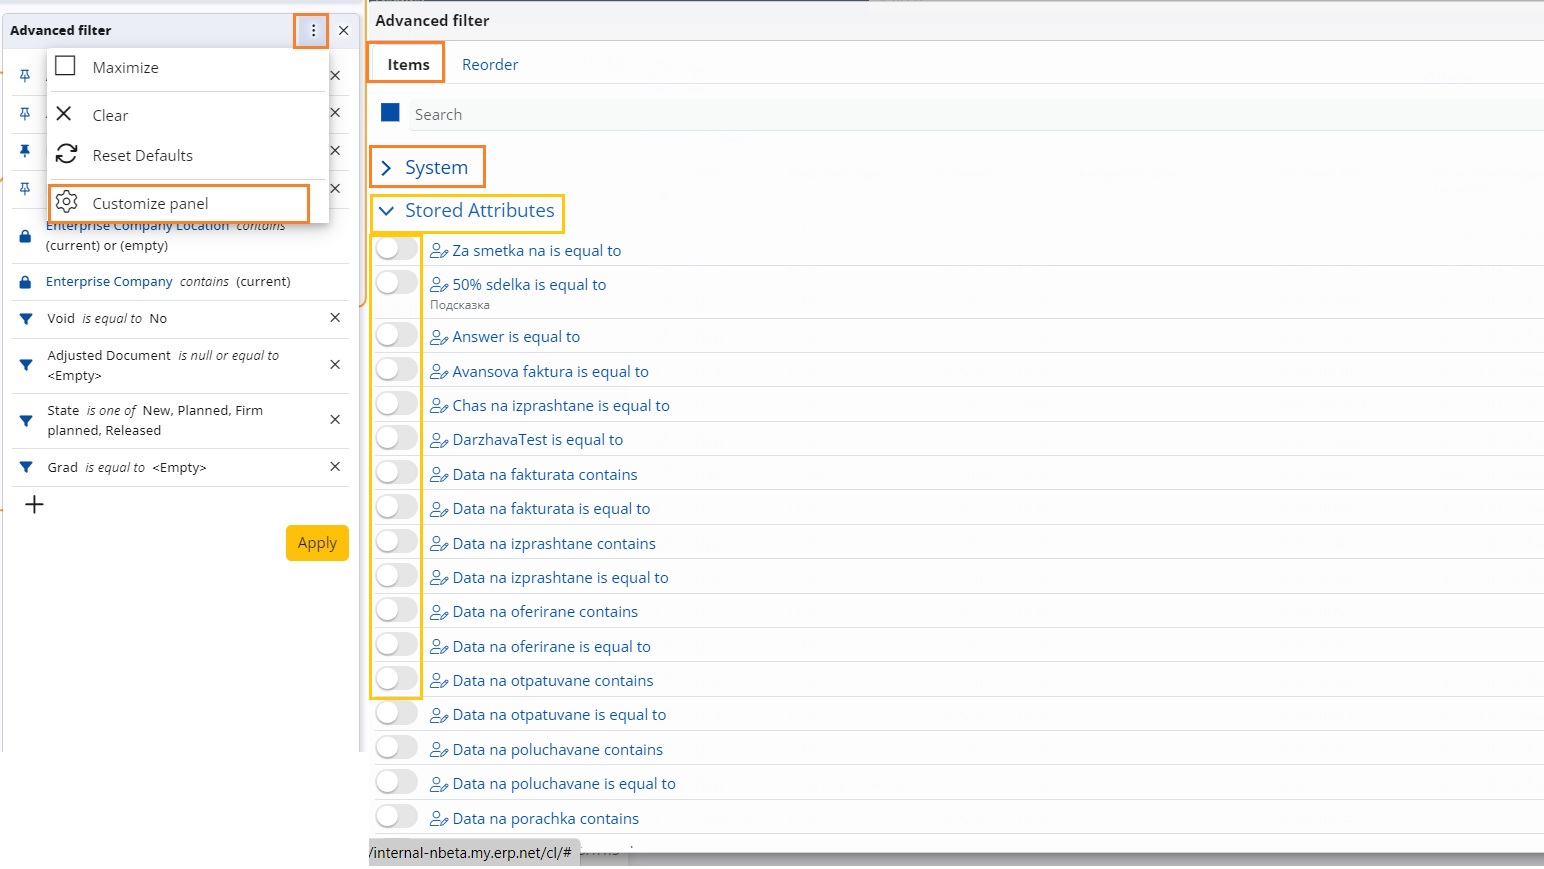 Advanced filter
Maximize
Clear
Reset Defaults
Customize panel
Enterprise Company Location contains
(current) or (empty)
Enterprise Company contains (current)
Void is equal to No
Adjusted Document is null or equal to
<Empty>
State is one of New, Planned, Firm
planned, Released
Grad is equal to <Empty>
Apply
Advanced filter
Items Reorder
Search
System
Stored Attributes
Za smetka na is equal to
50% sdelka is equal to
Подсказка
Answer is equal to
Avansova faktura is equal to
Chas na izprashtane is equal to
DarzhavaTest is equal to
Data na fakturata contains
Data na fakturata is equal to
Data na izprashtane contains
Data na izprashtane is equal to
Data na oferirane contains
Data na oferirane is equal to
Data na otpatuvane contains
Data na otpatuvane is equal to
Data na poluchavane contains
Data na poluchavane is equal to
Data na porachka contains
/internal-nbeta.my.erp.net/cl/#